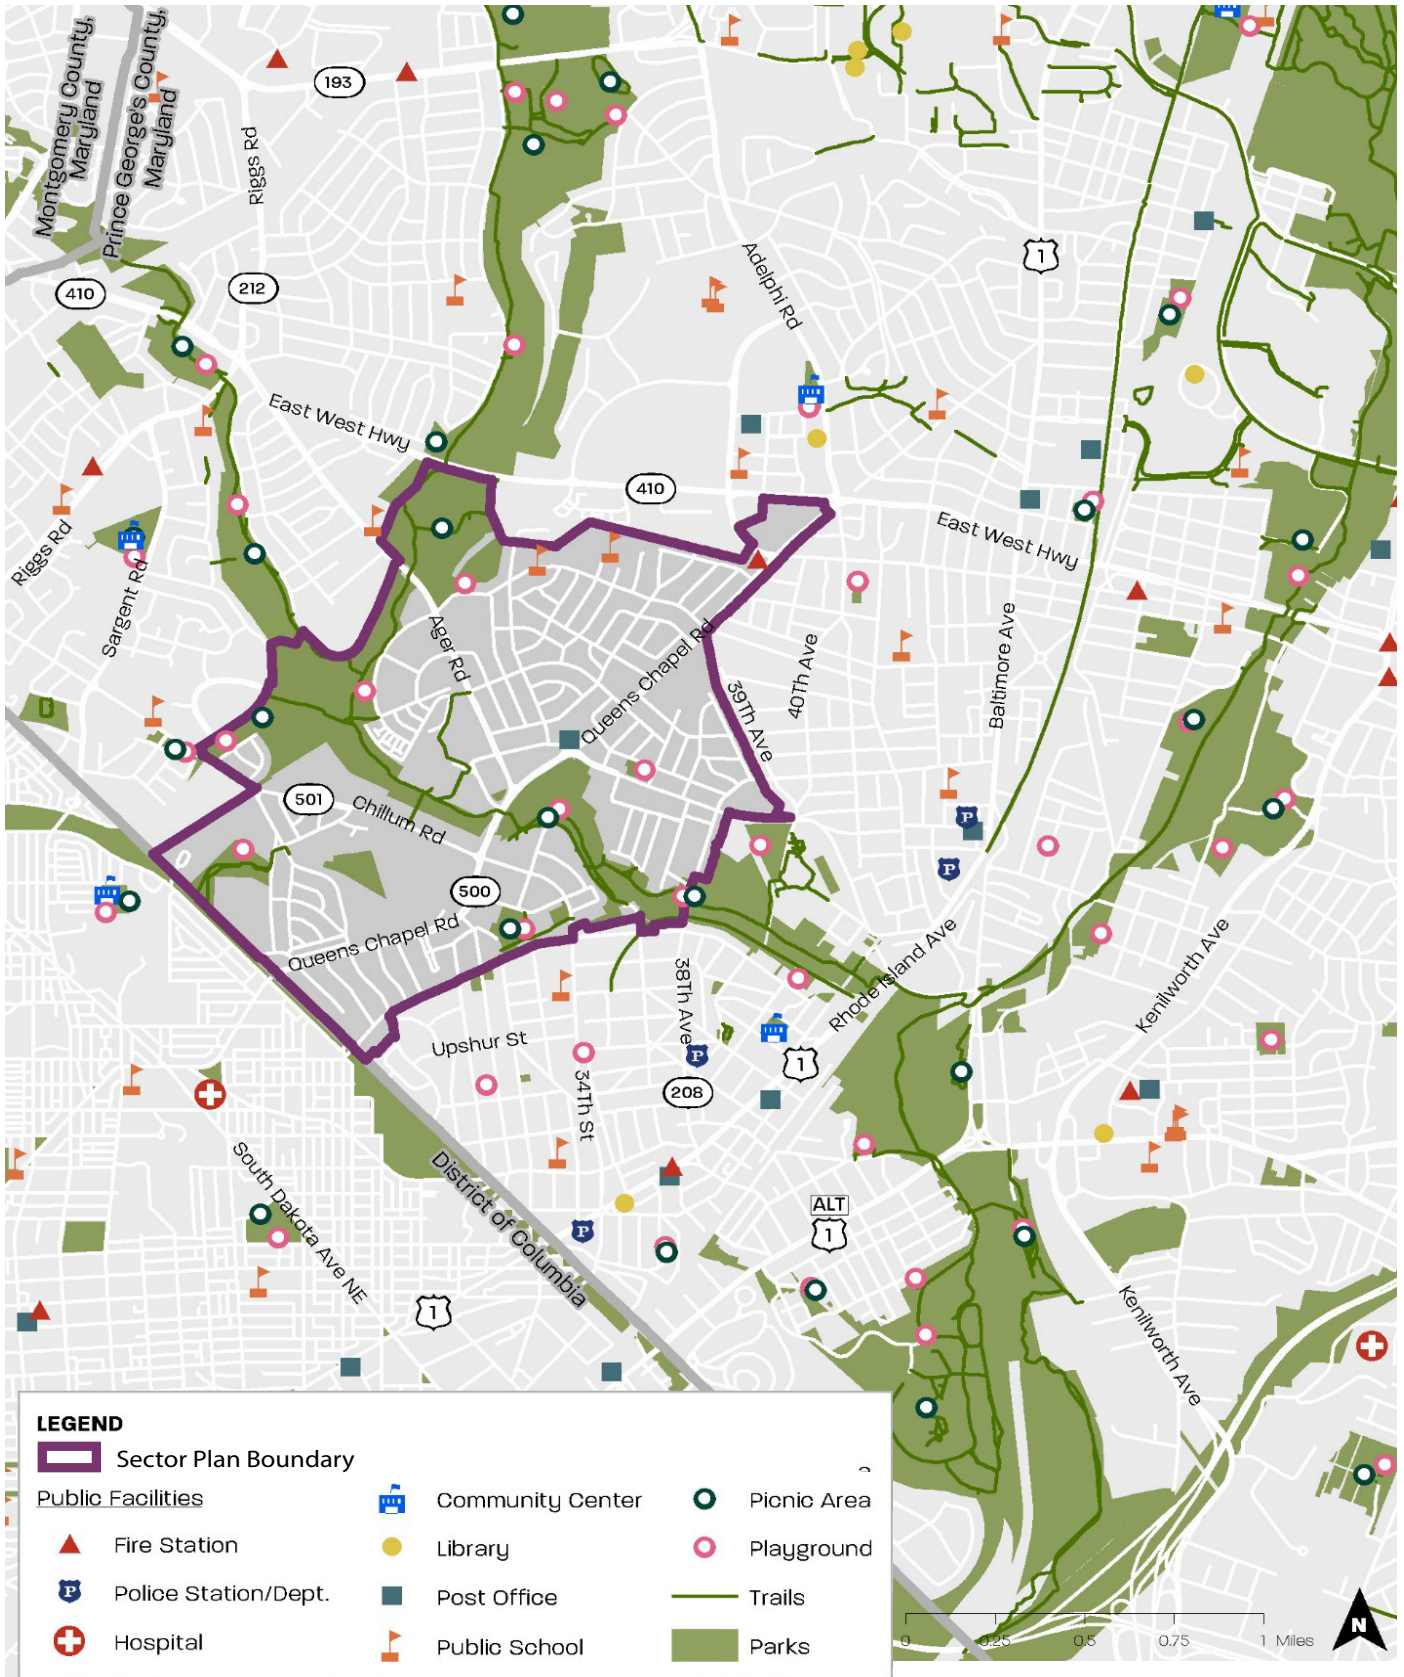 Montgomery County,
Maryland
Prince George's County,
Maryland
193
Riggs Rd
410
212
Adelphi Rd
1
East West Hwy
410
East West Hwy
Riggs Rd
Sargent Rd
Ager Rd
Queens Chapel Rd
39Th Ave
40Th Ave
Baltimore Ave
501
Chillum Rd
500
Queens Chapel Rd
P
P
38Th Ave
Rhode Island Ave
Kenilworth Ave
Upshur St
34Th St
P
1
208
South Dakota Ave NE
District of Columbia
P
ALT
1
1
Kenilworth Ave
LEGEND
Sector Plan Boundary
Public Facilities
Fire Station
P Police Station/Dept.
Hospital
Community Center
Library
Post Office
Public School
Picnic Area
Playground
Trails
Parks
0 0.25 0.5 0.75 1 Miles
N